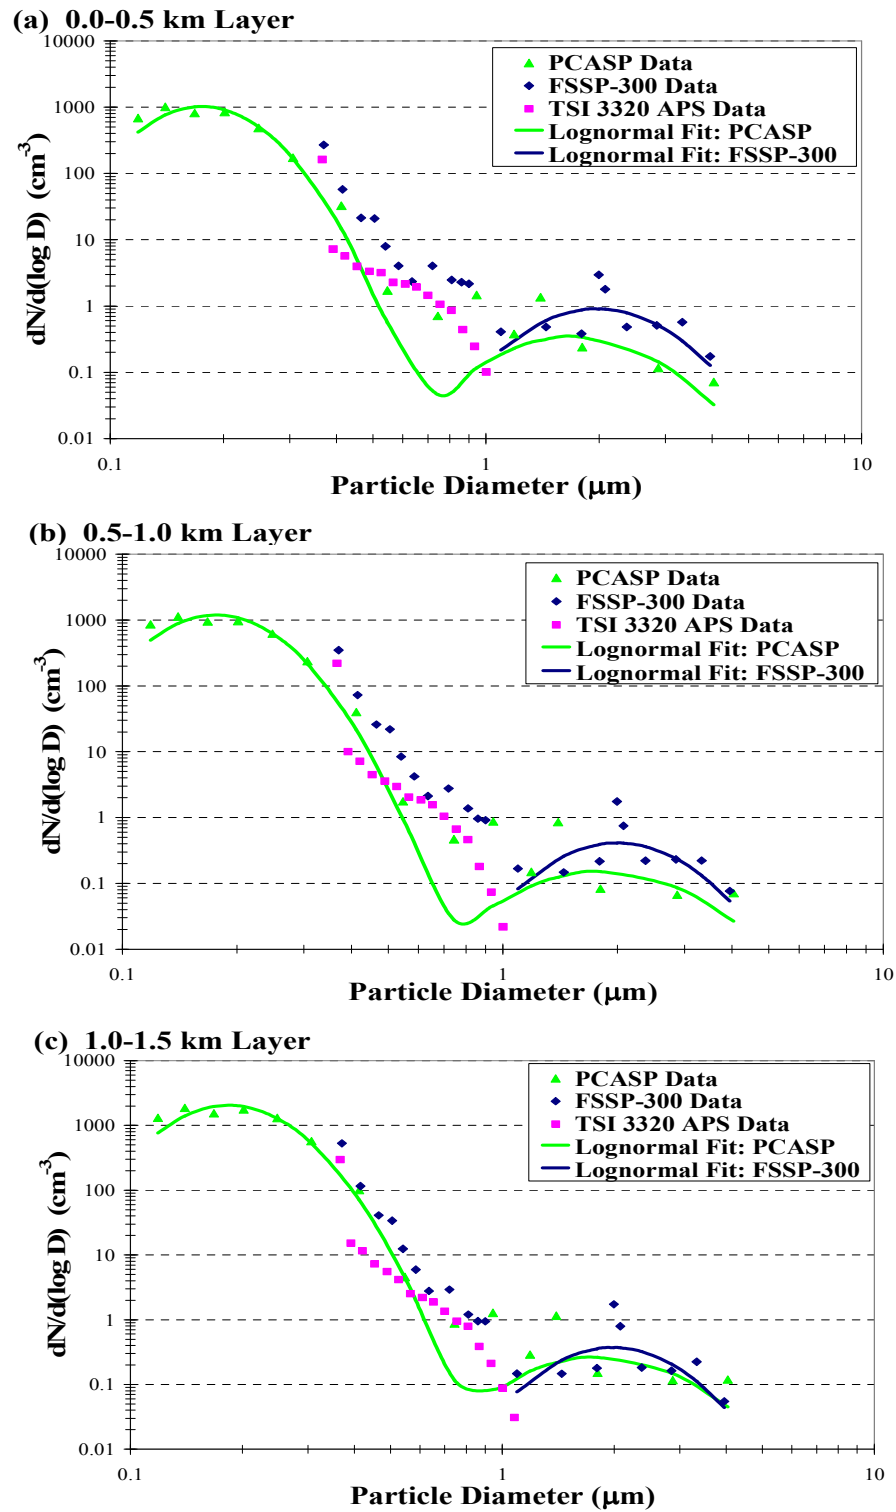 (a) 0.0-0.5 km Layer
10000
1000
100
10
1
0.1
0.01
dN/d(log D) (cm⁻³)
PCASP Data
FSSP-300 Data
TSI 3320 APS Data
Lognormal Fit: PCASP
Lognormal Fit: FSSP-300
0.1 1 10
Particle Diameter (μm)
(b) 0.5-1.0 km Layer
10000
1000
100
10
1
0.1
0.01
dN/d(log D) (cm⁻³)
PCASP Data
FSSP-300 Data
TSI 3320 APS Data
Lognormal Fit: PCASP
Lognormal Fit: FSSP-300
0.1 1 10
Particle Diameter (μm)
(c) 1.0-1.5 km Layer
10000
1000
100
10
1
0.1
0.01
dN/d(log D) (cm⁻³)
PCASP Data
FSSP-300 Data
TSI 3320 APS Data
Lognormal Fit: PCASP
Lognormal Fit: FSSP-300
0.1 1 10
Particle Diameter (μm)